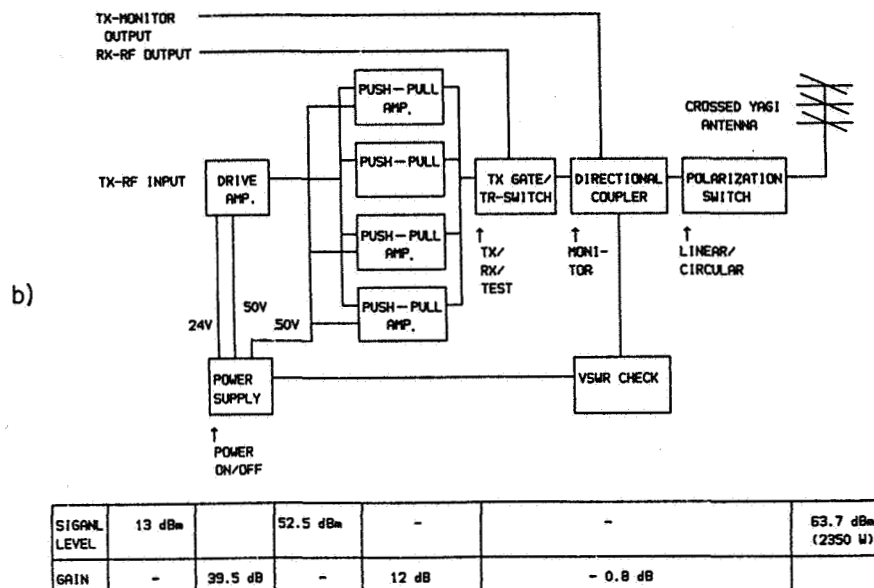 TX-MONITOR
OUTPUT
RX-RF OUTPUT
PUSH-PULL
AMP.
CROSSED YAGI
ANTENNA
PUSH-PULL
TX-RF INPUT
DRIVE
AMP.
TX GATE/
TR-SWITCH
DIRECTIONAL
COUPLER
POLARIZATION
SWITCH
PUSH-PULL
AMP.
↑
TX/
RX/
TEST
↑
MONI-
TOR
↑
LINEAR/
CIRCULAR
b)
PUSH-PULL
AMP.
24V
50V
50V
POWER
SUPPLY
VSWR CHECK
↑
POWER
ON/OFF
SIGANL LEVEL 13 dBm 52.5 dBm - - 63.7 dBm (2350 W)
GAIN - 39.5 dB - 12 dB - 0.8 dB